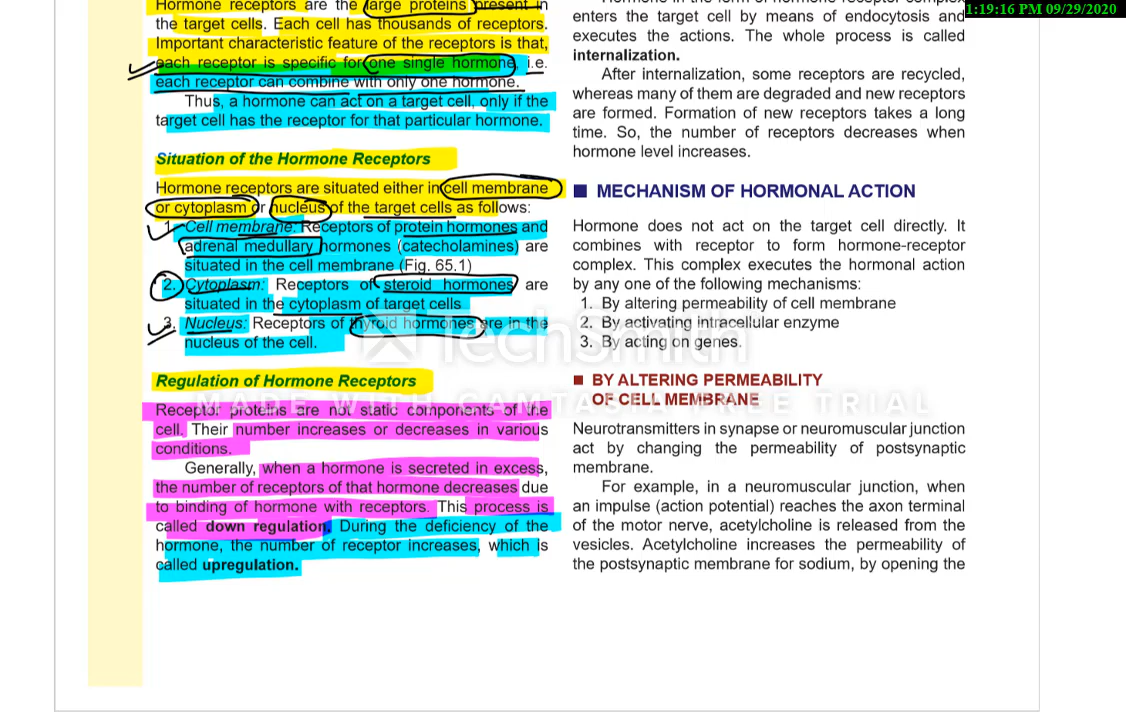 1:19:16 PM 09/29/2020
Hormone receptors are the large proteins present in
the target cells. Each cell has thousands of receptors.
Important characteristic feature of the receptors is that,
each receptor is specific for one single hormone, i.e.
each receptor can combine with only one hormone.
Thus, a hormone can act on a target cell, only if the
target cell has the receptor for that particular hormone.
Situation of the Hormone Receptors
Hormone receptors are situated either in cell membrane
or cytoplasm or nucleus of the target cells as follows:
1. Cell membrane: Receptors of protein hormones and
adrenal medullary hormones (catecholamines) are
situated in the cell membrane (Fig. 65.1)
2. Cytoplasm: Receptors of steroid hormones are
situated in the cytoplasm of target cells
3. Nucleus: Receptors of thyroid hormones are in the
nucleus of the cell.
Regulation of Hormone Receptors
Receptor proteins are not static components of the
cell. Their number increases or decreases in various
conditions.
Generally, when a hormone is secreted in excess,
the number of receptors of that hormone decreases due
to binding of hormone with receptors. This process is
called down regulation. During the deficiency of the
hormone, the number of receptor increases, which is
called upregulation.
Hormone in the form of hormone-receptor complex
enters the target cell by means of endocytosis and
executes the actions. The whole process is called
internalization.
After internalization, some receptors are recycled,
whereas many of them are degraded and new receptors
are formed. Formation of new receptors takes a long
time. So, the number of receptors decreases when
hormone level increases.
MECHANISM OF HORMONAL ACTION
Hormone does not act on the target cell directly. It
combines with receptor to form hormone-receptor
complex. This complex executes the hormonal action
by any one of the following mechanisms:
1. By altering permeability of cell membrane
2. By activating intracellular enzyme
3. By acting on genes.
BY ALTERING PERMEABILITY
OF CELL MEMBRANE
Neurotransmitters in synapse or neuromuscular junction
act by changing the permeability of postsynaptic
membrane.
For example, in a neuromuscular junction, when
an impulse (action potential) reaches the axon terminal
of the motor nerve, acetylcholine is released from the
vesicles. Acetylcholine increases the permeability of
the postsynaptic membrane for sodium, by opening the
TechSmith
MADE WITH CAMTASIA FREE TRIAL